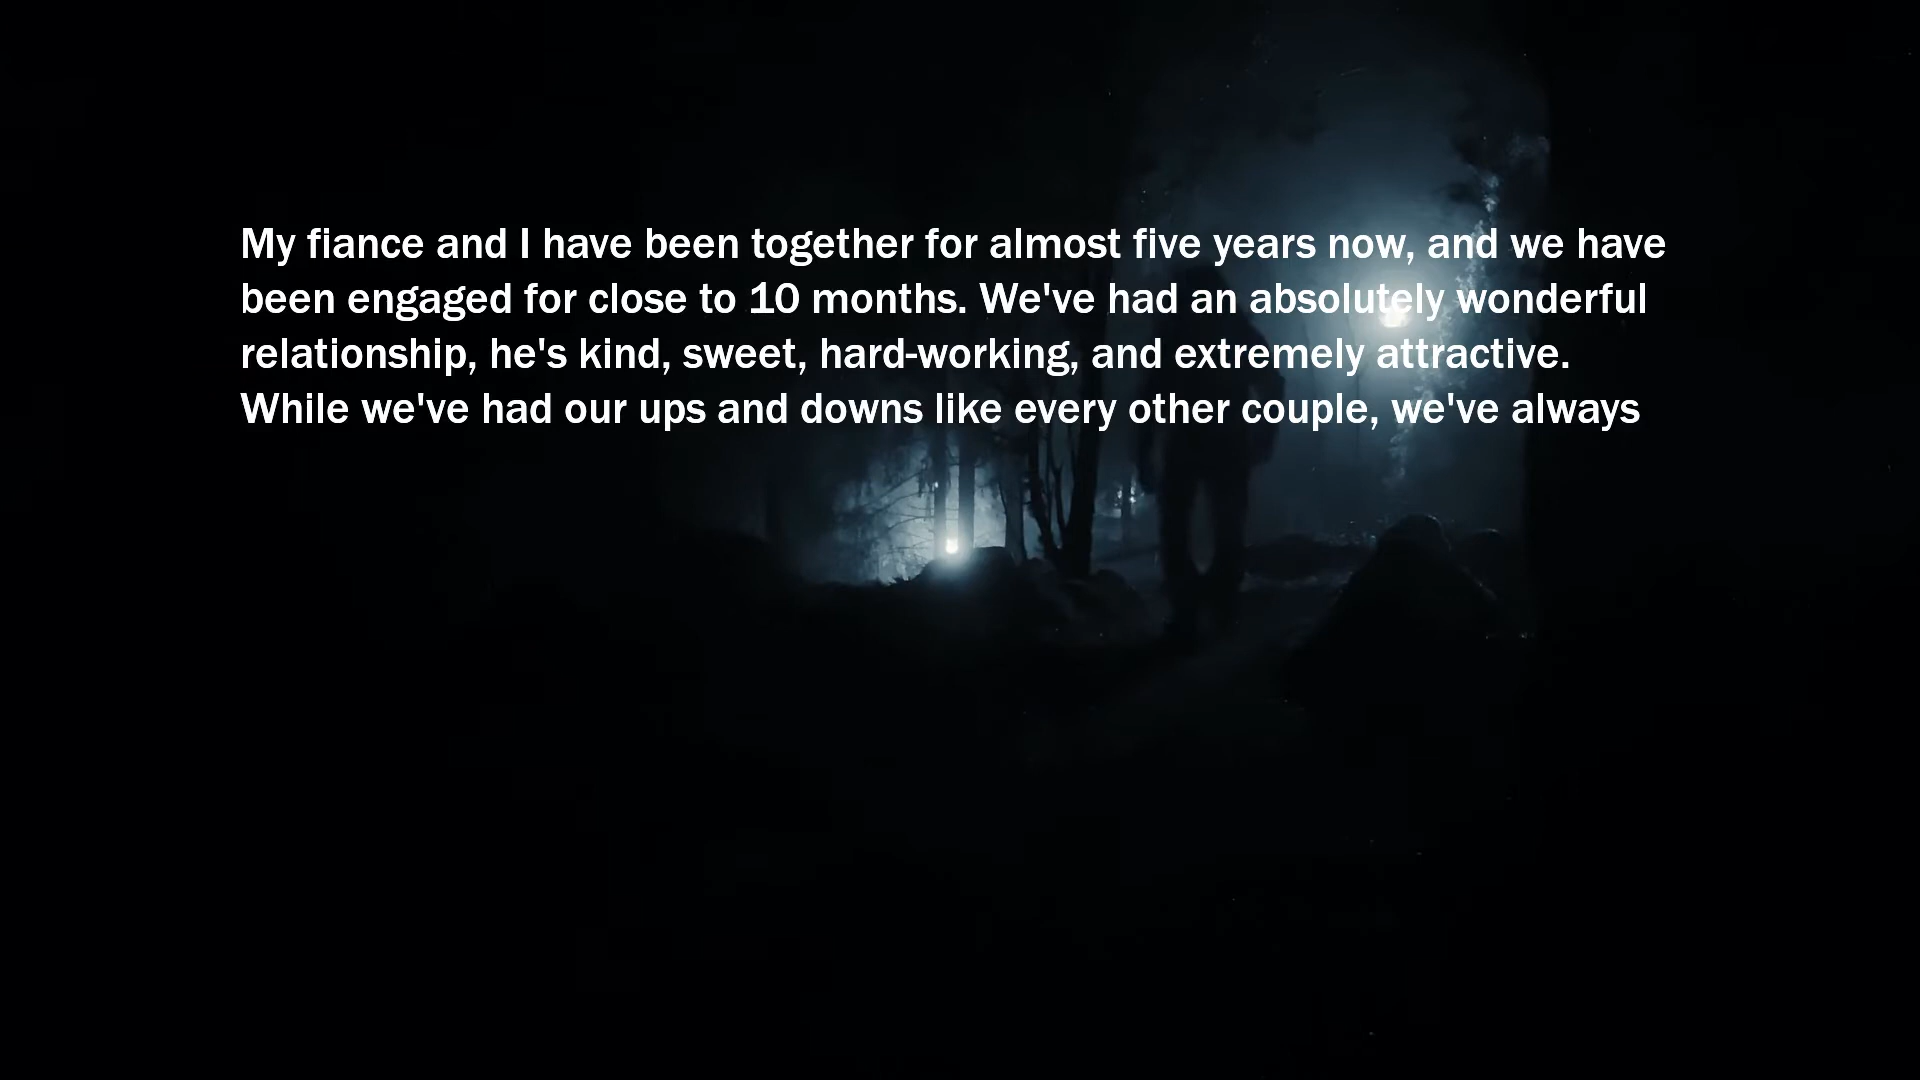 My fiance and I have been together for almost five years now, and we have
been engaged for close to 10 months. We've had an absolutely wonderful
relationship, he's kind, sweet, hard-working, and extremely attractive.
While we've had our ups and downs like every other couple, we've always